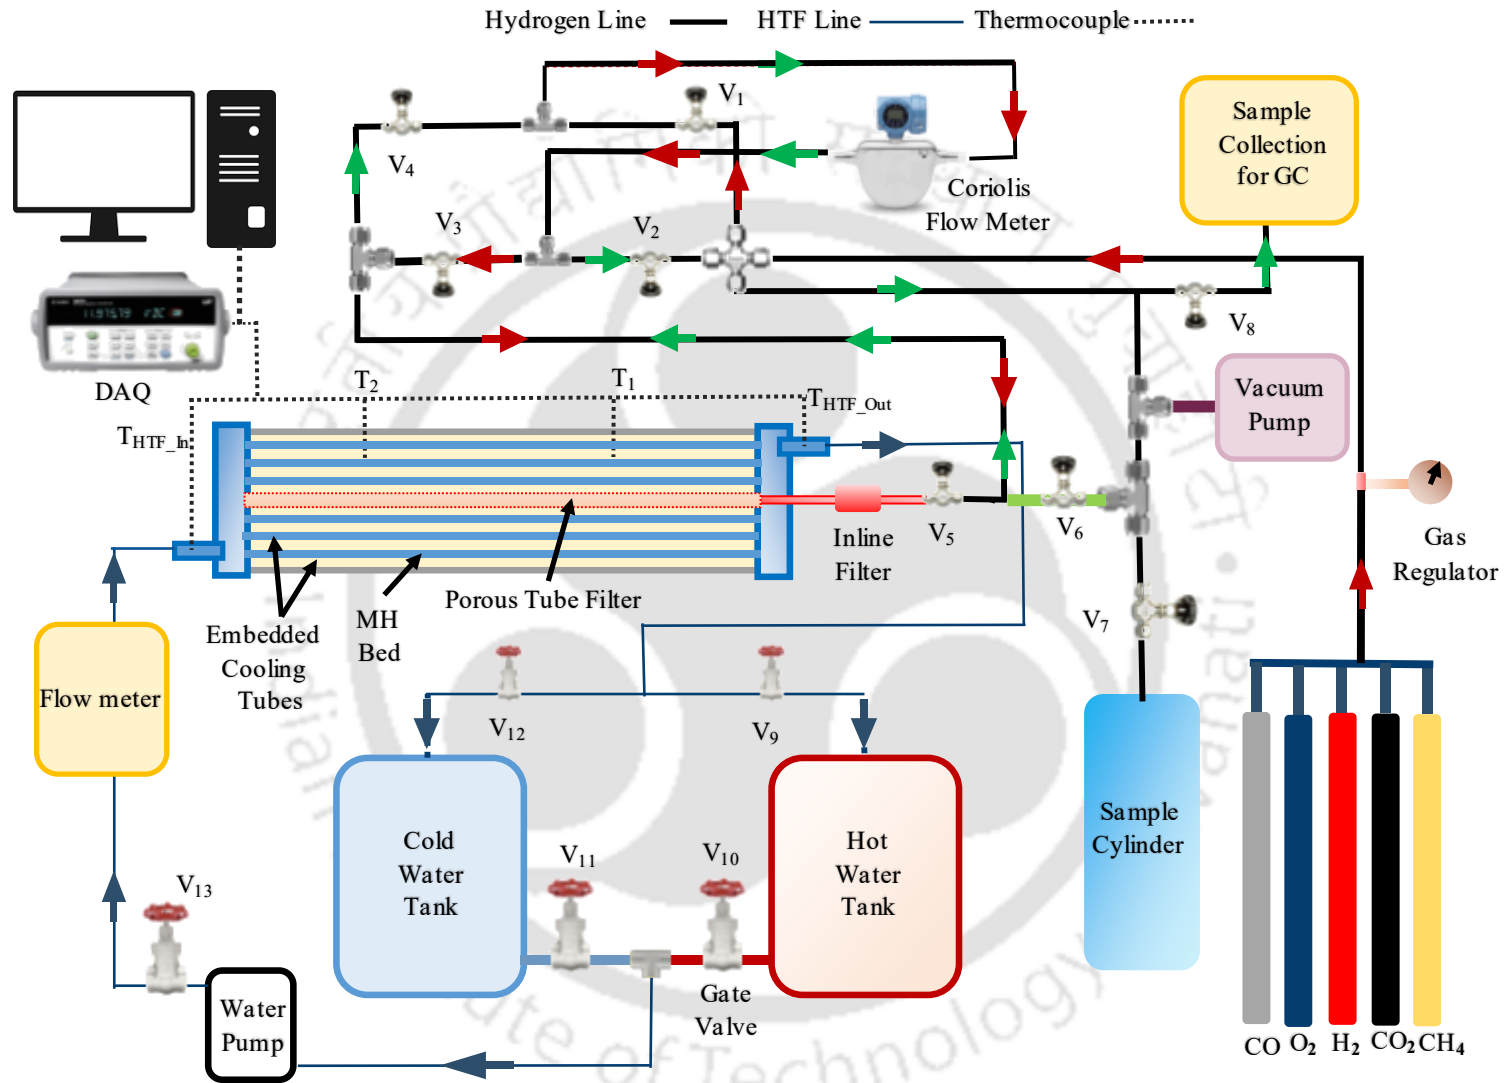 Hydrogen Line
HTF Line
Thermocouple
V1
V4
Coriolis
Flow Meter
Sample
Collection
for GC
V3
V2
V8
DAQ
T2
T1
THTF_In
THTF_Out
Vacuum
Pump
Inline
Filter
V5
V6
Gas
Regulator
Porous Tube Filter
MH
Bed
Embedded
Cooling
Tubes
V7
Flow meter
V12
V9
Cold
Water
Tank
Hot
Water
Tank
Sample
Cylinder
V11
V10
V13
Gate
Valve
Water
Pump
CO
O2
H2
CO2
CH4